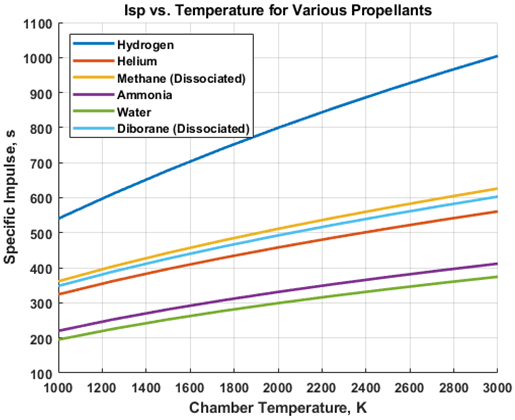 Isp vs. Temperature for Various Propellants
1100
1000
900
800
700
600
500
400
300
200
100
Specific Impulse, s
Hydrogen
Helium
Methane (Dissociated)
Ammonia
Water
Diborane (Dissociated)
1000 1200 1400 1600 1800 2000 2200 2400 2600 2800 3000
Chamber Temperature, K